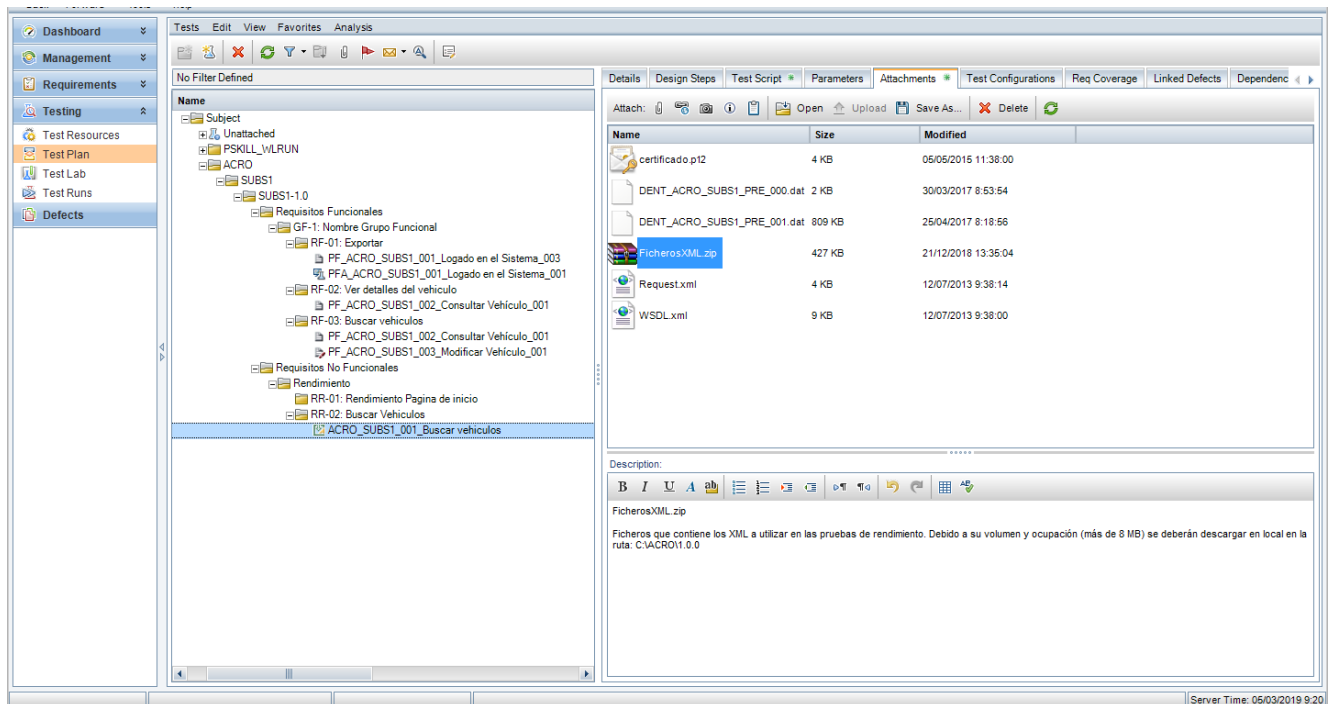 Tests Edit View Favorites Analysis
Dashboard
Management
Requirements
Testing
Test Resources
Test Plan
Test Lab
Test Runs
Defects
No Filter Defined
Name
Subject
Unattached
PSKILL_WLRUN
ACRO
SUBS1
SUBS1-1.0
Requisitos Funcionales
GF-1: Nombre Grupo Funcional
RF-01: Exportar
PF_ACRO_SUBS1_001_Logado en el Sistema_003
PFA_ACRO_SUBS1_001_Logado en el Sistema_001
RF-02: Ver detalles del vehiculo
PF_ACRO_SUBS1_002_Consultar Vehículo_001
RF-03: Buscar vehiculos
PF_ACRO_SUBS1_002_Consultar Vehículo_001
PF_ACRO_SUBS1_003_Modificar Vehículo_001
Requisitos No Funcionales
Rendimiento
RR-01: Rendimiento Pagina de inicio
RR-02: Buscar Vehiculos
ACRO_SUBS1_001_Buscar vehiculos
Details Design Steps Test Script * Parameters Attachments * Test Configurations Req Coverage Linked Defects Dependenc
Attach: Open Upload Save As... Delete
Name Size Modified
certificado.p12 4 KB 05/05/2015 11:38:00
DENT_ACRO_SUBS1_PRE_000.dat 2 KB 30/03/2017 8:53:54
DENT_ACRO_SUBS1_PRE_001.dat 809 KB 25/04/2017 8:18:56
FicherosXML.zip 427 KB 21/12/2018 13:35:04
Request.xml 4 KB 12/07/2013 9:38:14
WSDL.xml 9 KB 12/07/2013 9:38:00
Description:
B I U A ab
FicherosXML.zip
Ficheros que contiene los XML a utilizar en las pruebas de rendimiento. Debido a su volumen y ocupación (más de 8 MB) se deberán descargar en local en la
ruta: C:\ACRO\1.0.0
Server Time: 05/03/2019 9:20